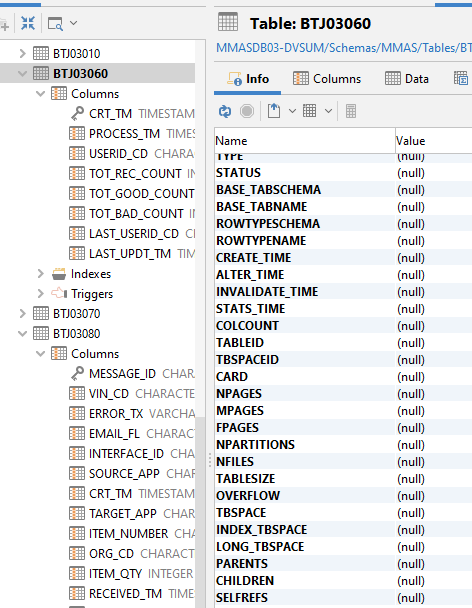 BTJ03010
BTJ03060
Columns
CRT_TM TIMESTAM
PROCESS_TM TIMES
USERID_CD CHARA
TOT_REC_COUNT IN
TOT_GOOD_COUNT
TOT_BAD_COUNT IN
LAST_USERID_CD C
LAST_UPDT_TM TI
Indexes
Triggers
BTJ03070
BTJ03080
Columns
MESSAGE_ID CHAR
VIN_CD CHARACTE
ERROR_TX VARCHA
EMAIL_FL CHARACT
INTERFACE_ID CHAR
SOURCE_APP CHAR
CRT_TM TIMESTAM
TARGET_APP CHAR
ITEM_NUMBER CHA
ORG_CD CHARACT
ITEM_QTY INTEGER
RECEIVED_TM TIM
Table: BTJ03060
MMASDB03-DVSUM/Schemas/MMAS/Tables/BT
Info Columns Data
Name Value
TYPE (null)
STATUS (null)
BASE_TABSCHEMA (null)
BASE_TABNAME (null)
ROWTYPESCHEMA (null)
ROWTYPENAME (null)
CREATE_TIME (null)
ALTER_TIME (null)
INVALIDATE_TIME (null)
STATS_TIME (null)
COLCOUNT (null)
TABLEID (null)
TBSPACEID (null)
CARD (null)
NPAGES (null)
MPAGES (null)
FPAGES (null)
NPARTITIONS (null)
NFILES (null)
TABLESIZE (null)
OVERFLOW (null)
TBSPACE (null)
INDEX_TBSPACE (null)
LONG_TBSPACE (null)
PARENTS (null)
CHILDREN (null)
SELFREFS (null)